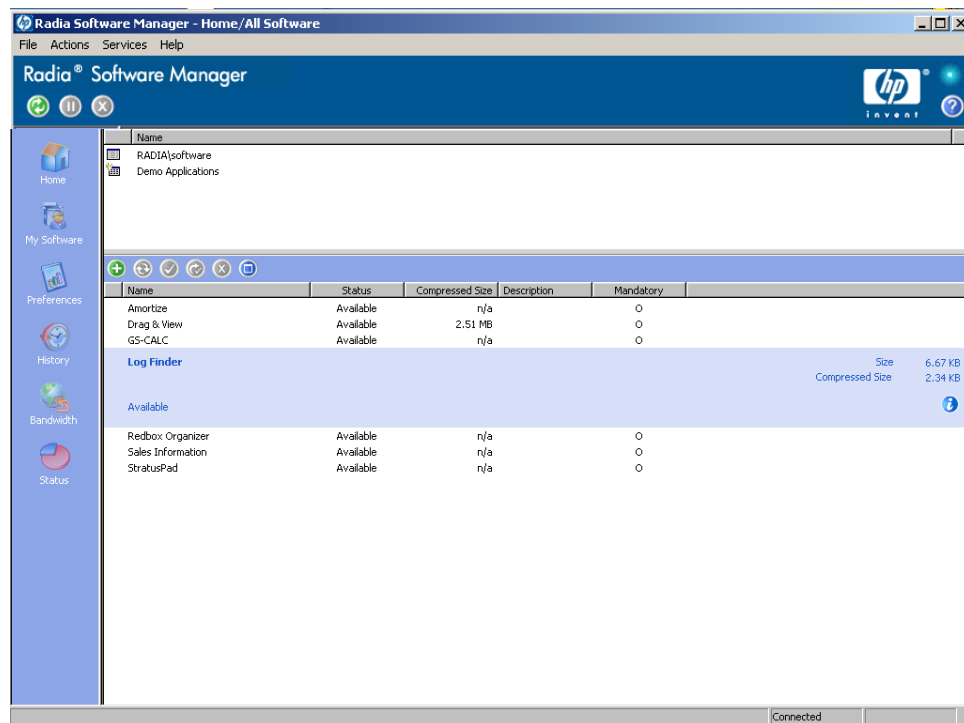 Radia Software Manager - Home/All Software
File Actions Services Help
Radia® Software Manager
hp ®
invent
Name
RADIA\software
Demo Applications
Home
My Software
Preferences
History
Bandwidth
Status
Name Status Compressed Size Description Mandatory
Amortize Available n/a O
Drag & View Available 2.51 MB O
GS-CALC Available n/a O
Log Finder Size 6.67 KB
Compressed Size 2.34 KB
Available
Redbox Organizer Available n/a O
Sales Information Available n/a O
StratusPad Available n/a O
Connected